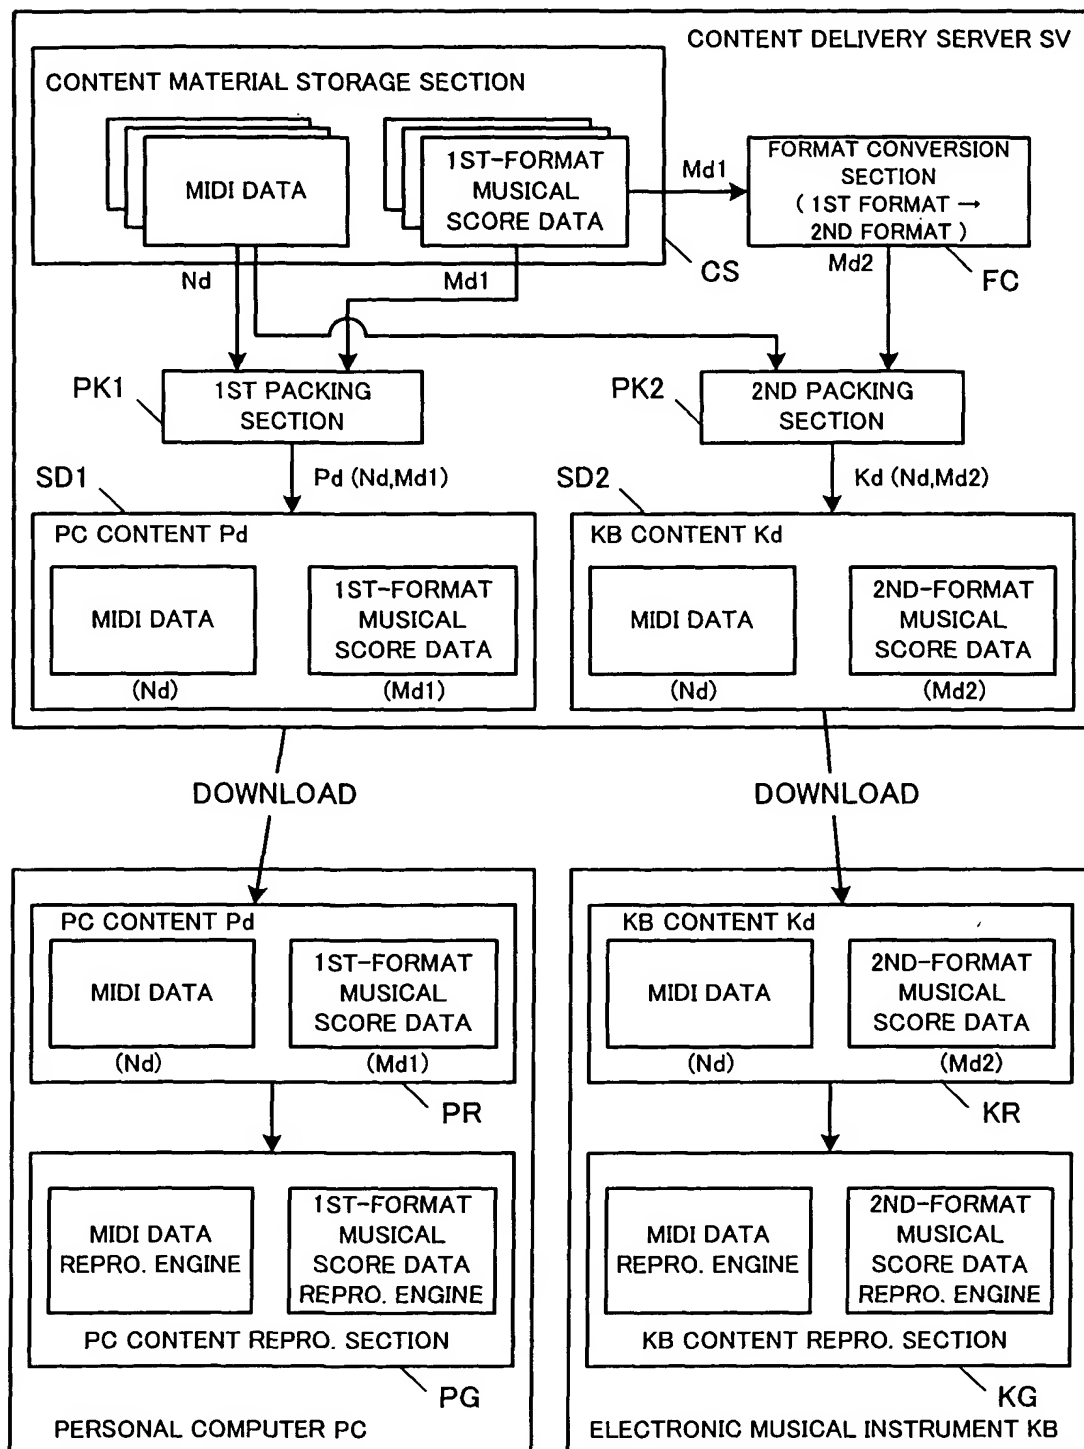 CONTENT DELIVERY SERVER SV
CONTENT MATERIAL STORAGE SECTION
MIDI DATA
1ST-FORMAT
MUSICAL
SCORE DATA
Md1
FORMAT CONVERSION
SECTION
( 1ST FORMAT →
2ND FORMAT )
Nd
Md1
CS
Md2
FC
PK1
1ST PACKING
SECTION
PK2
2ND PACKING
SECTION
SD1
Pd (Nd,Md1)
SD2
Kd (Nd,Md2)
PC CONTENT Pd
MIDI DATA
(Nd)
1ST-FORMAT
MUSICAL
SCORE DATA
(Md1)
KB CONTENT Kd
MIDI DATA
(Nd)
2ND-FORMAT
MUSICAL
SCORE DATA
(Md2)
DOWNLOAD
DOWNLOAD
PC CONTENT Pd
MIDI DATA
(Nd)
1ST-FORMAT
MUSICAL
SCORE DATA
(Md1)
PR
KB CONTENT Kd
MIDI DATA
(Nd)
2ND-FORMAT
MUSICAL
SCORE DATA
(Md2)
KR
MIDI DATA
REPRO. ENGINE
1ST-FORMAT
MUSICAL
SCORE DATA
REPRO. ENGINE
PC CONTENT REPRO. SECTION
PG
PERSONAL COMPUTER PC
MIDI DATA
REPRO. ENGINE
2ND-FORMAT
MUSICAL
SCORE DATA
REPRO. ENGINE
KB CONTENT REPRO. SECTION
KG
ELECTRONIC MUSICAL INSTRUMENT KB